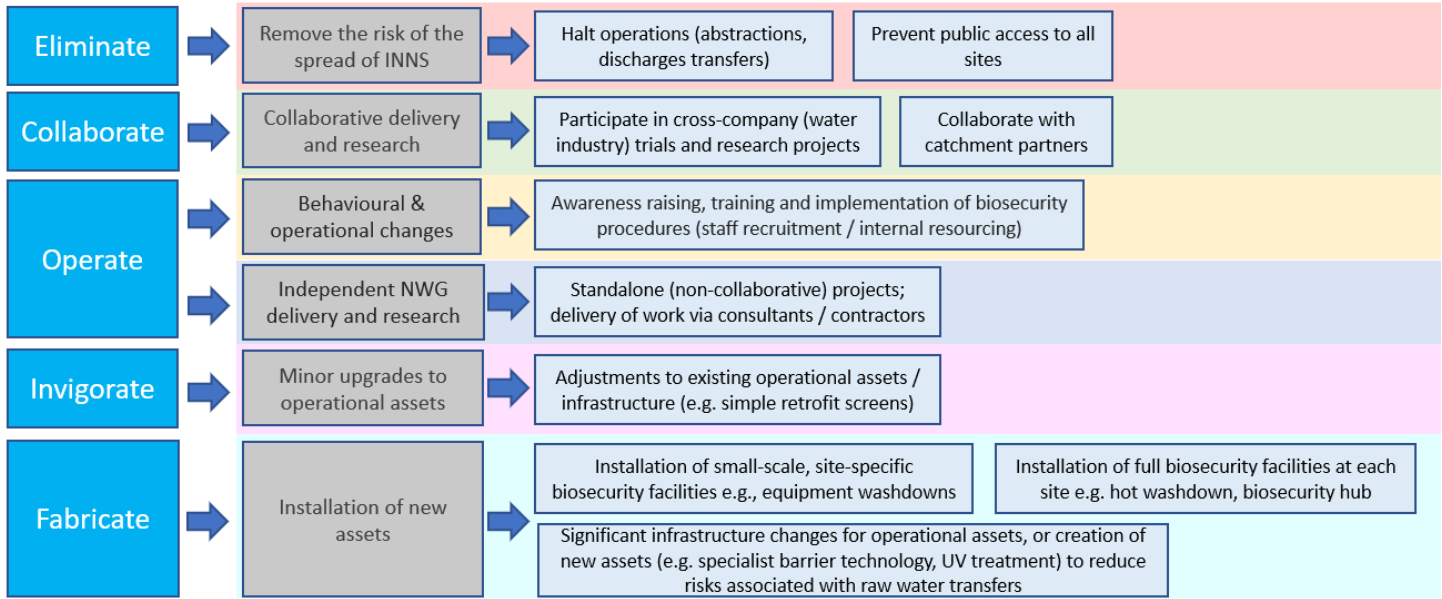 Eliminate
Remove the risk of the
spread of INNS
Halt operations (abstractions,
discharges transfers)
Prevent public access to all
sites
Collaborate
Collaborative delivery
and research
Participate in cross-company (water
industry) trials and research projects
Collaborate with
catchment partners
Operate
Behavioural &
operational changes
Awareness raising, training and implementation of biosecurity
procedures (staff recruitment / internal resourcing)
Independent NWG
delivery and research
Standalone (non-collaborative) projects;
delivery of work via consultants / contractors
Invigorate
Minor upgrades to
operational assets
Adjustments to existing operational assets /
infrastructure (e.g. simple retrofit screens)
Fabricate
Installation of new
assets
Installation of small-scale, site-specific
biosecurity facilities e.g., equipment washdowns
Installation of full biosecurity facilities at each
site e.g. hot washdown, biosecurity hub
Significant infrastructure changes for operational assets, or creation of
new assets (e.g. specialist barrier technology, UV treatment) to reduce
risks associated with raw water transfers